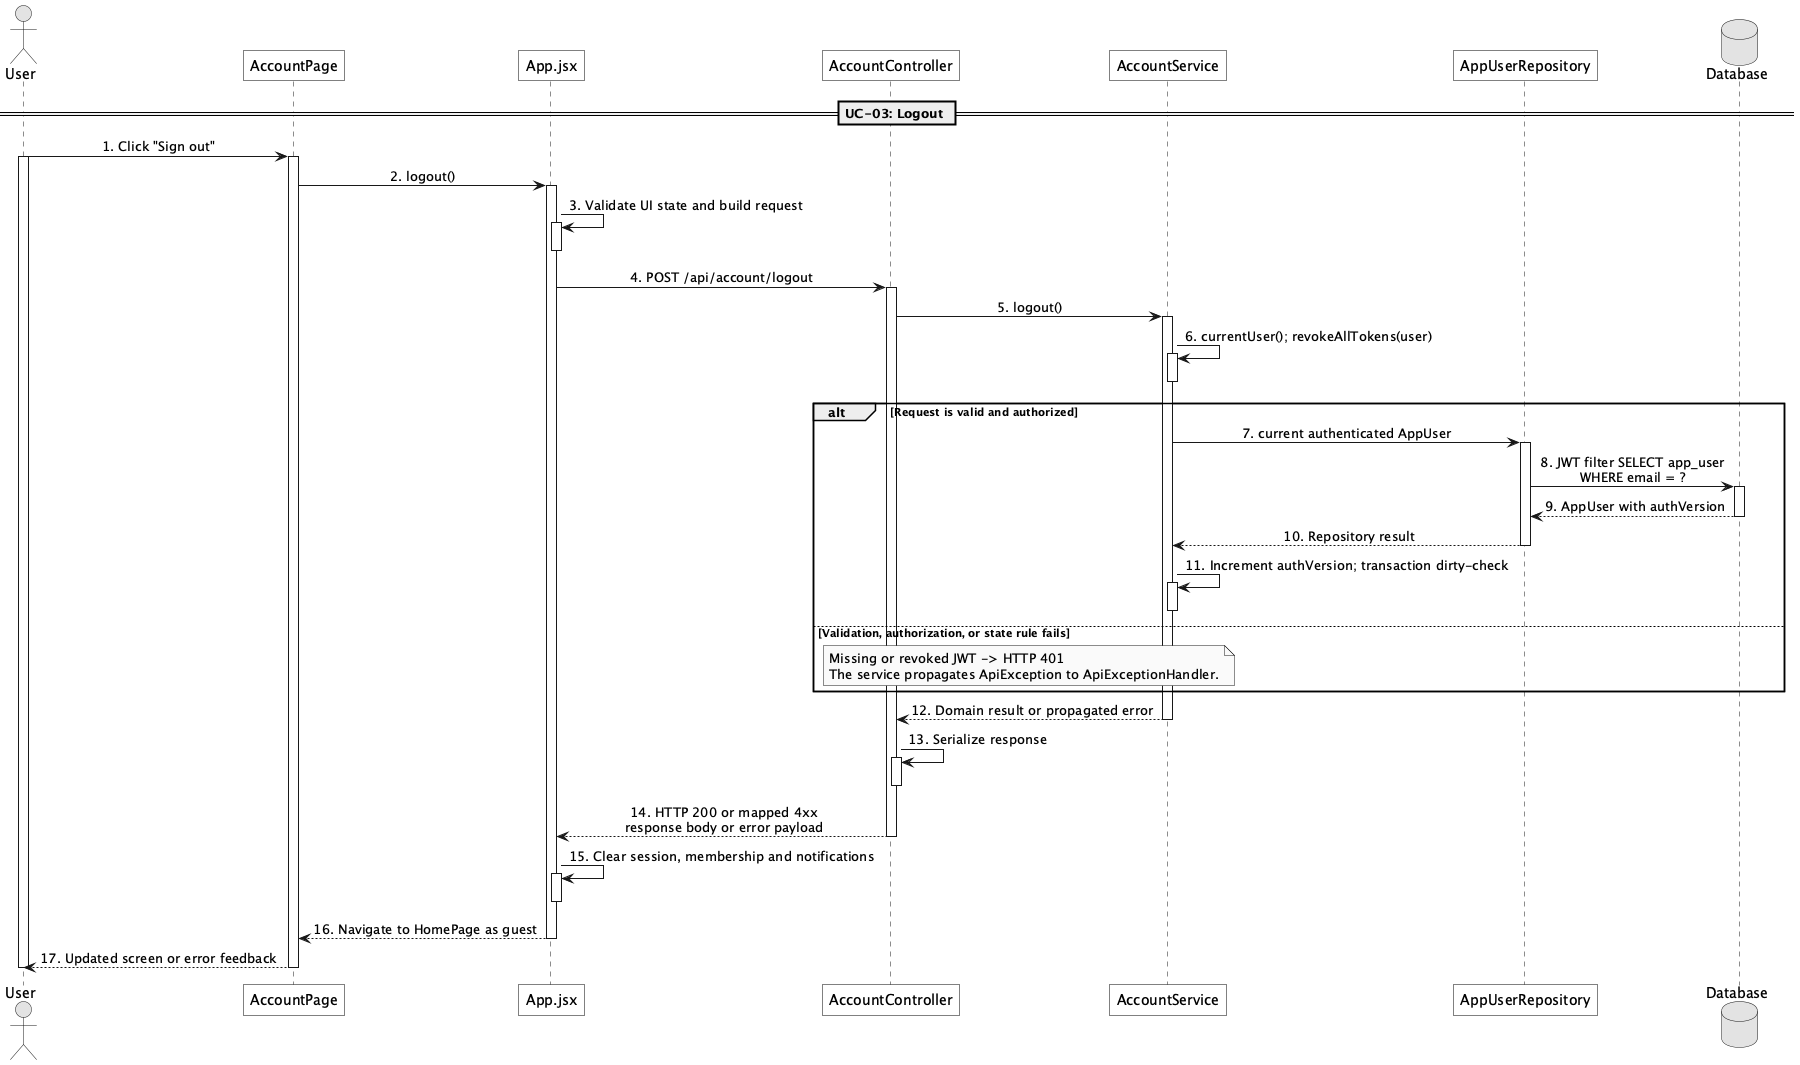 User
AccountPage
App.jsx
AccountController
AccountService
AppUserRepository
Database
UC-03: Logout
1. Click "Sign out"
2. logout()
3. Validate UI state and build request
4. POST /api/account/logout
5. logout()
6. currentUser(); revokeAllTokens(user)
alt
[Request is valid and authorized]
7. current authenticated AppUser
8. JWT filter SELECT app_user
WHERE email = ?
9. AppUser with authVersion
10. Repository result
11. Increment authVersion; transaction dirty-check
[Validation, authorization, or state rule fails]
Missing or revoked JWT -> HTTP 401
The service propagates ApiException to ApiExceptionHandler.
12. Domain result or propagated error
13. Serialize response
14. HTTP 200 or mapped 4xx
response body or error payload
15. Clear session, membership and notifications
16. Navigate to HomePage as guest
17. Updated screen or error feedback
User
AccountPage
App.jsx
AccountController
AccountService
AppUserRepository
Database